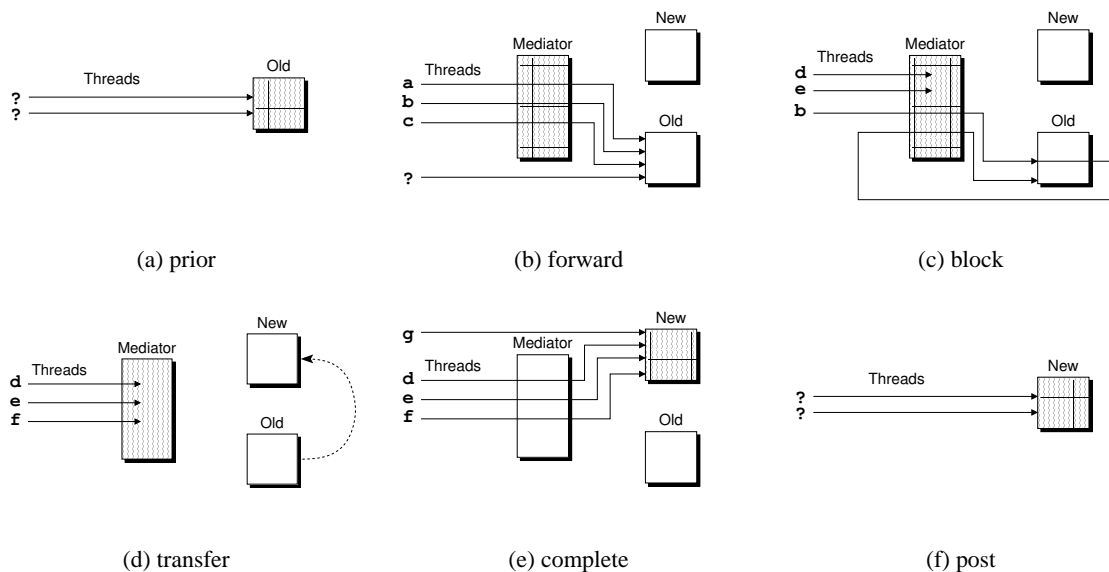 Old
Threads
?
?
(a) prior
New
Mediator
Threads
a
b
c
Old
?
(b) forward
New
Mediator
Threads
d
e
b
Old
(c) block
New
Mediator
Threads
d
e
f
Old
(d) transfer
New
g
Mediator
Threads
d
e
f
Old
(e) complete
New
Threads
?
?
(f) post